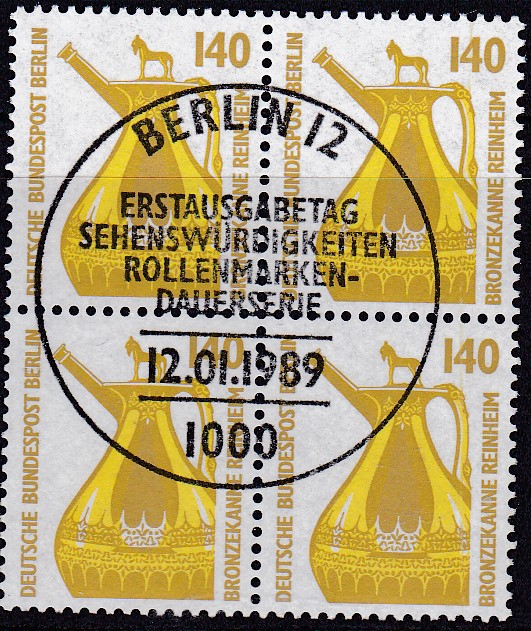 140
DEUTSCHE BUNDESPOST BERLIN
BRONZEKANNE REINHEIM
140
DEUTSCHE BUNDESPOST BERLIN
BRONZEKANNE REINHEIM
BERLIN 12
ERSTAUSGABETAG
SEHENSWÜRDIGKEITEN
ROLLENMARKEN-
DAUERSERIE
12.01.1989
1000
140
DEUTSCHE BUNDESPOST BERLIN
BRONZEKANNE REINHEIM
140
DEUTSCHE BUNDESPOST BERLIN
BRONZEKANNE REINHEIM